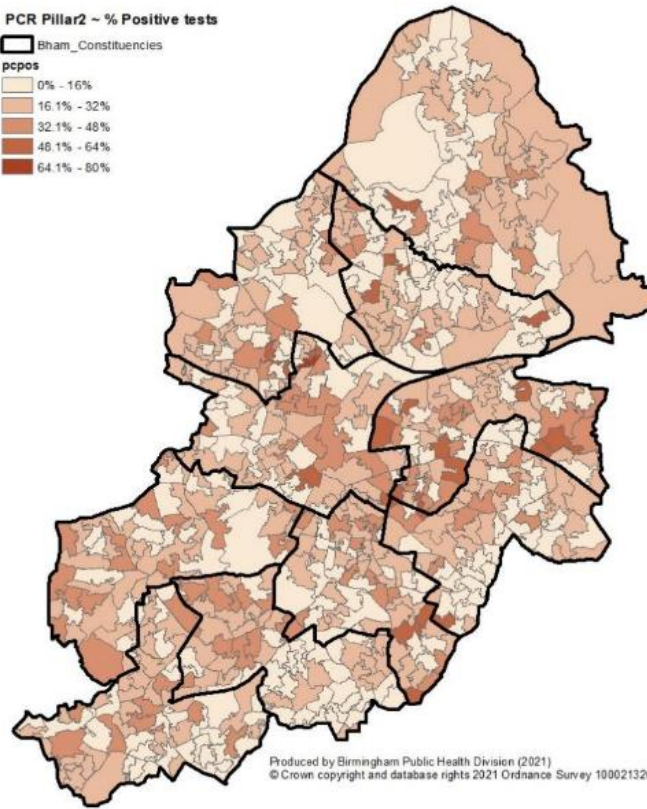 PCR Pillar2 ~ % Positive tests
Bham_Constituencies
pcpos
0% - 16%
16.1% - 32%
32.1% - 48%
48.1% - 64%
64.1% - 80%
Produced by Birmingham Public Health Division (2021)
© Crown copyright and database rights 2021 Ordnance Survey